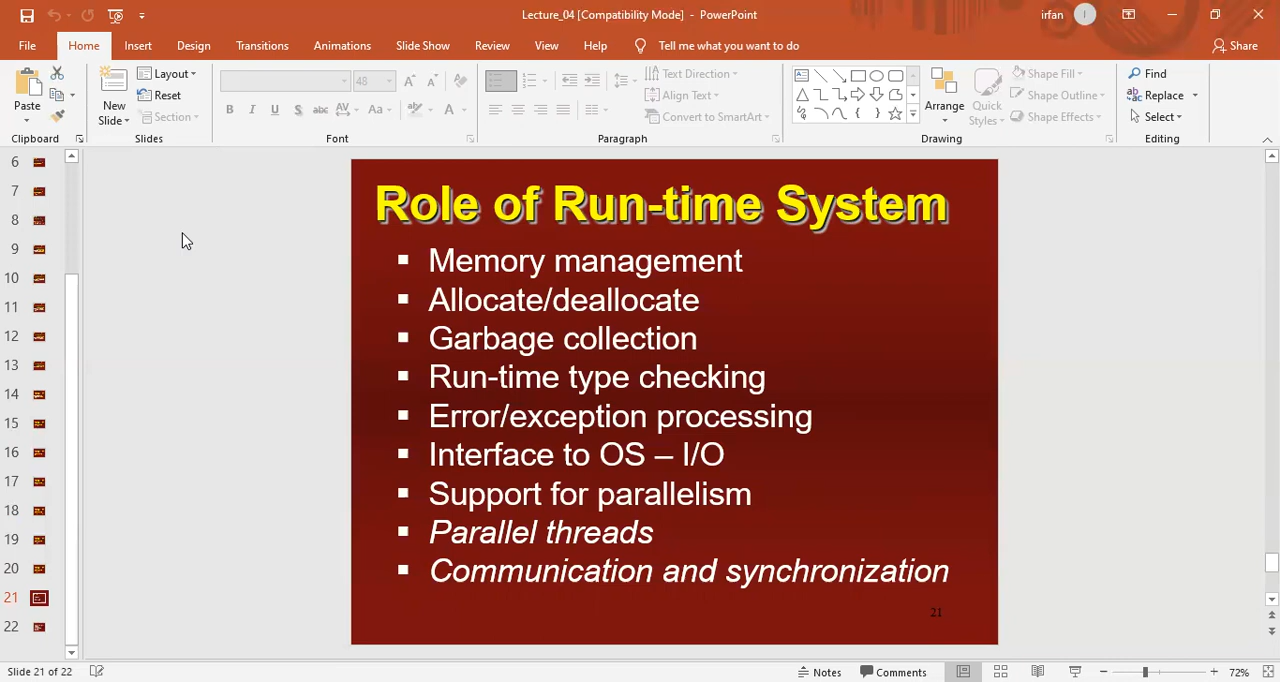 Lecture_04 [Compatibility Mode] - PowerPoint
irfan
I
File Home Insert Design Transitions Animations Slide Show Review View Help Tell me what you want to do Share
Paste
Clipboard
New Slide
Layout
Reset
Section
Slides
48
B I U S abc AV Aa A
Font
Text Direction
Align Text
Convert to SmartArt
Paragraph
Arrange
Quick Styles
Shape Fill
Shape Outline
Shape Effects
Drawing
Find
Replace
Select
Editing
6
7
8
9
10
11
12
13
14
15
16
17
18
19
20
21
22
Role of Run-time System
Memory management
Allocate/deallocate
Garbage collection
Run-time type checking
Error/exception processing
Interface to OS – I/O
Support for parallelism
Parallel threads
Communication and synchronization
21
Slide 21 of 22 Notes Comments 72%